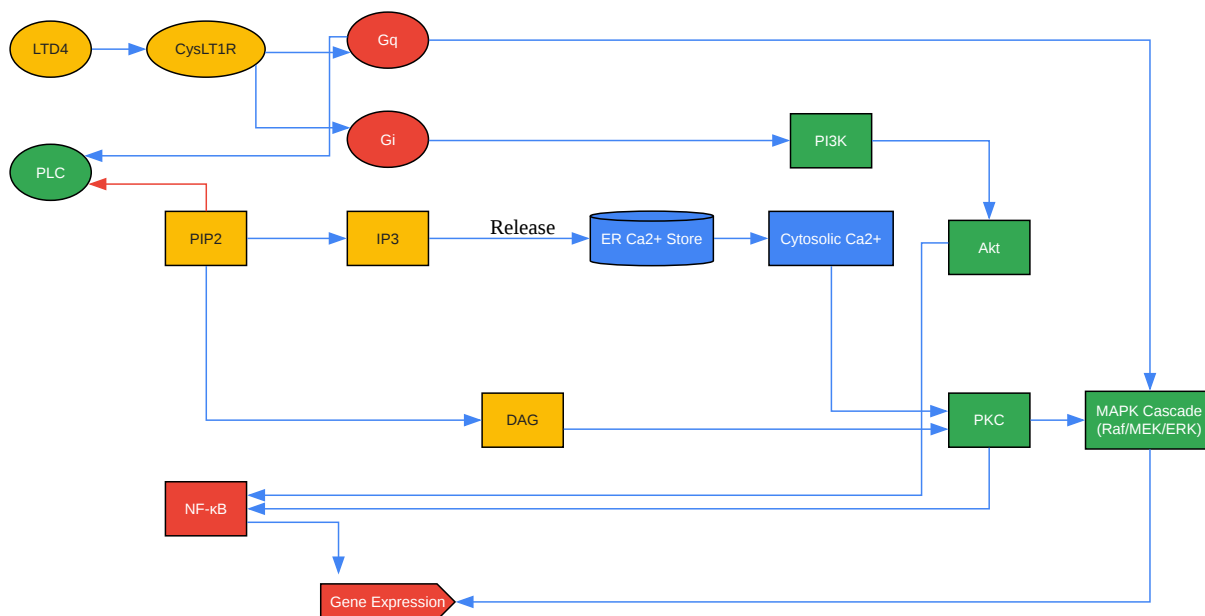 LTD4
CysLT1R
Gq
Gi
PI3K
PLC
PIP2
IP3
Release
ER Ca2+ Store
Cytosolic Ca2+
Akt
DAG
PKC
MAPK Cascade
(Raf/MEK/ERK)
NF-κB
Gene Expression